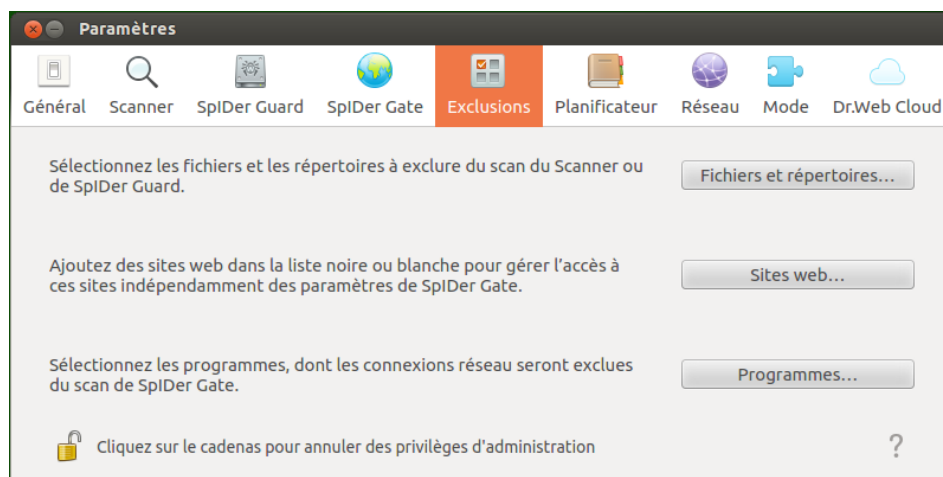 Paramètres
Général Scanner SpIDer Guard SpIDer Gate Exclusions Planificateur Réseau Mode Dr.Web Cloud
Sélectionnez les fichiers et les répertoires à exclure du scan du Scanner ou
de SpIDer Guard.
Fichiers et répertoires...
Ajoutez des sites web dans la liste noire ou blanche pour gérer l'accès à
ces sites indépendamment des paramètres de SpIDer Gate.
Sites web...
Sélectionnez les programmes, dont les connexions réseau seront exclues
du scan de SpIDer Gate.
Programmes...
Cliquez sur le cadenas pour annuler des privilèges d'administration
?